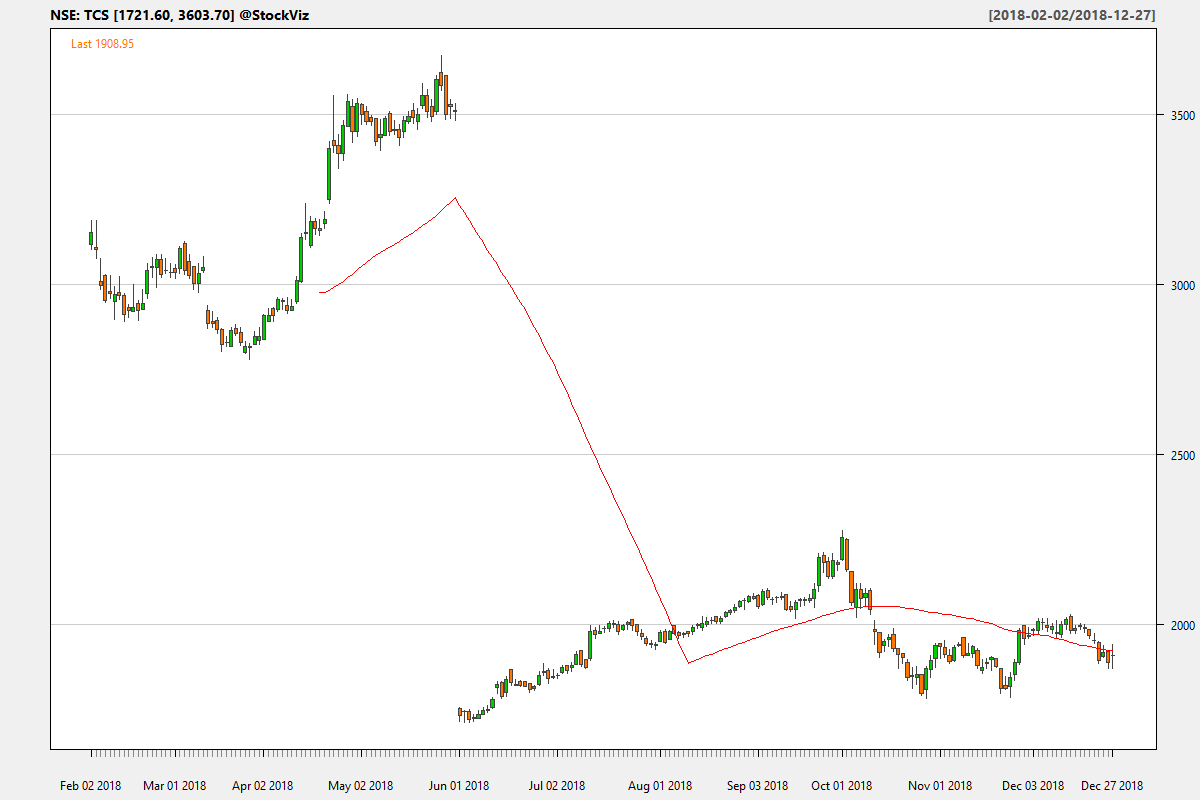 NSE: TCS [1721.60, 3603.70] @StockViz
[2018-02-02/2018-12-27]
Last 1908.95
3500
3000
2500
2000
Feb 02 2018 Mar 01 2018 Apr 02 2018 May 02 2018 Jun 01 2018 Jul 02 2018 Aug 01 2018 Sep 03 2018 Oct 01 2018 Nov 01 2018 Dec 03 2018 Dec 27 2018